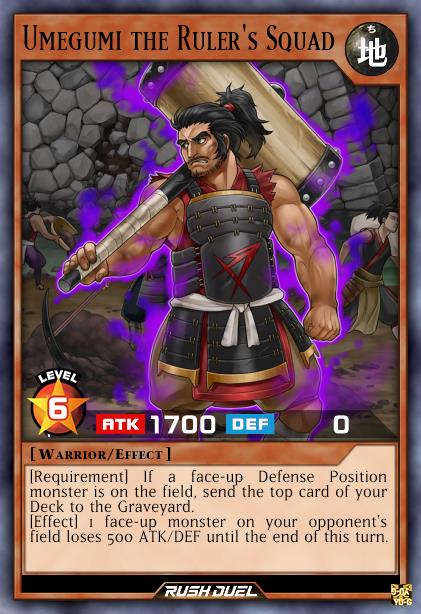 Umegumi the Ruler's Squad
ち
地
LEVEL
6
ATK 1700 DEF 0
[Warrior/Effect]
[Requirement] If a face-up Defense Position
monster is on the field, send the top card of your
Deck to the Graveyard.
[Effect] 1 face-up monster on your opponent's
field loses 500 ATK/DEF until the end of this turn.
RUSH DUEL